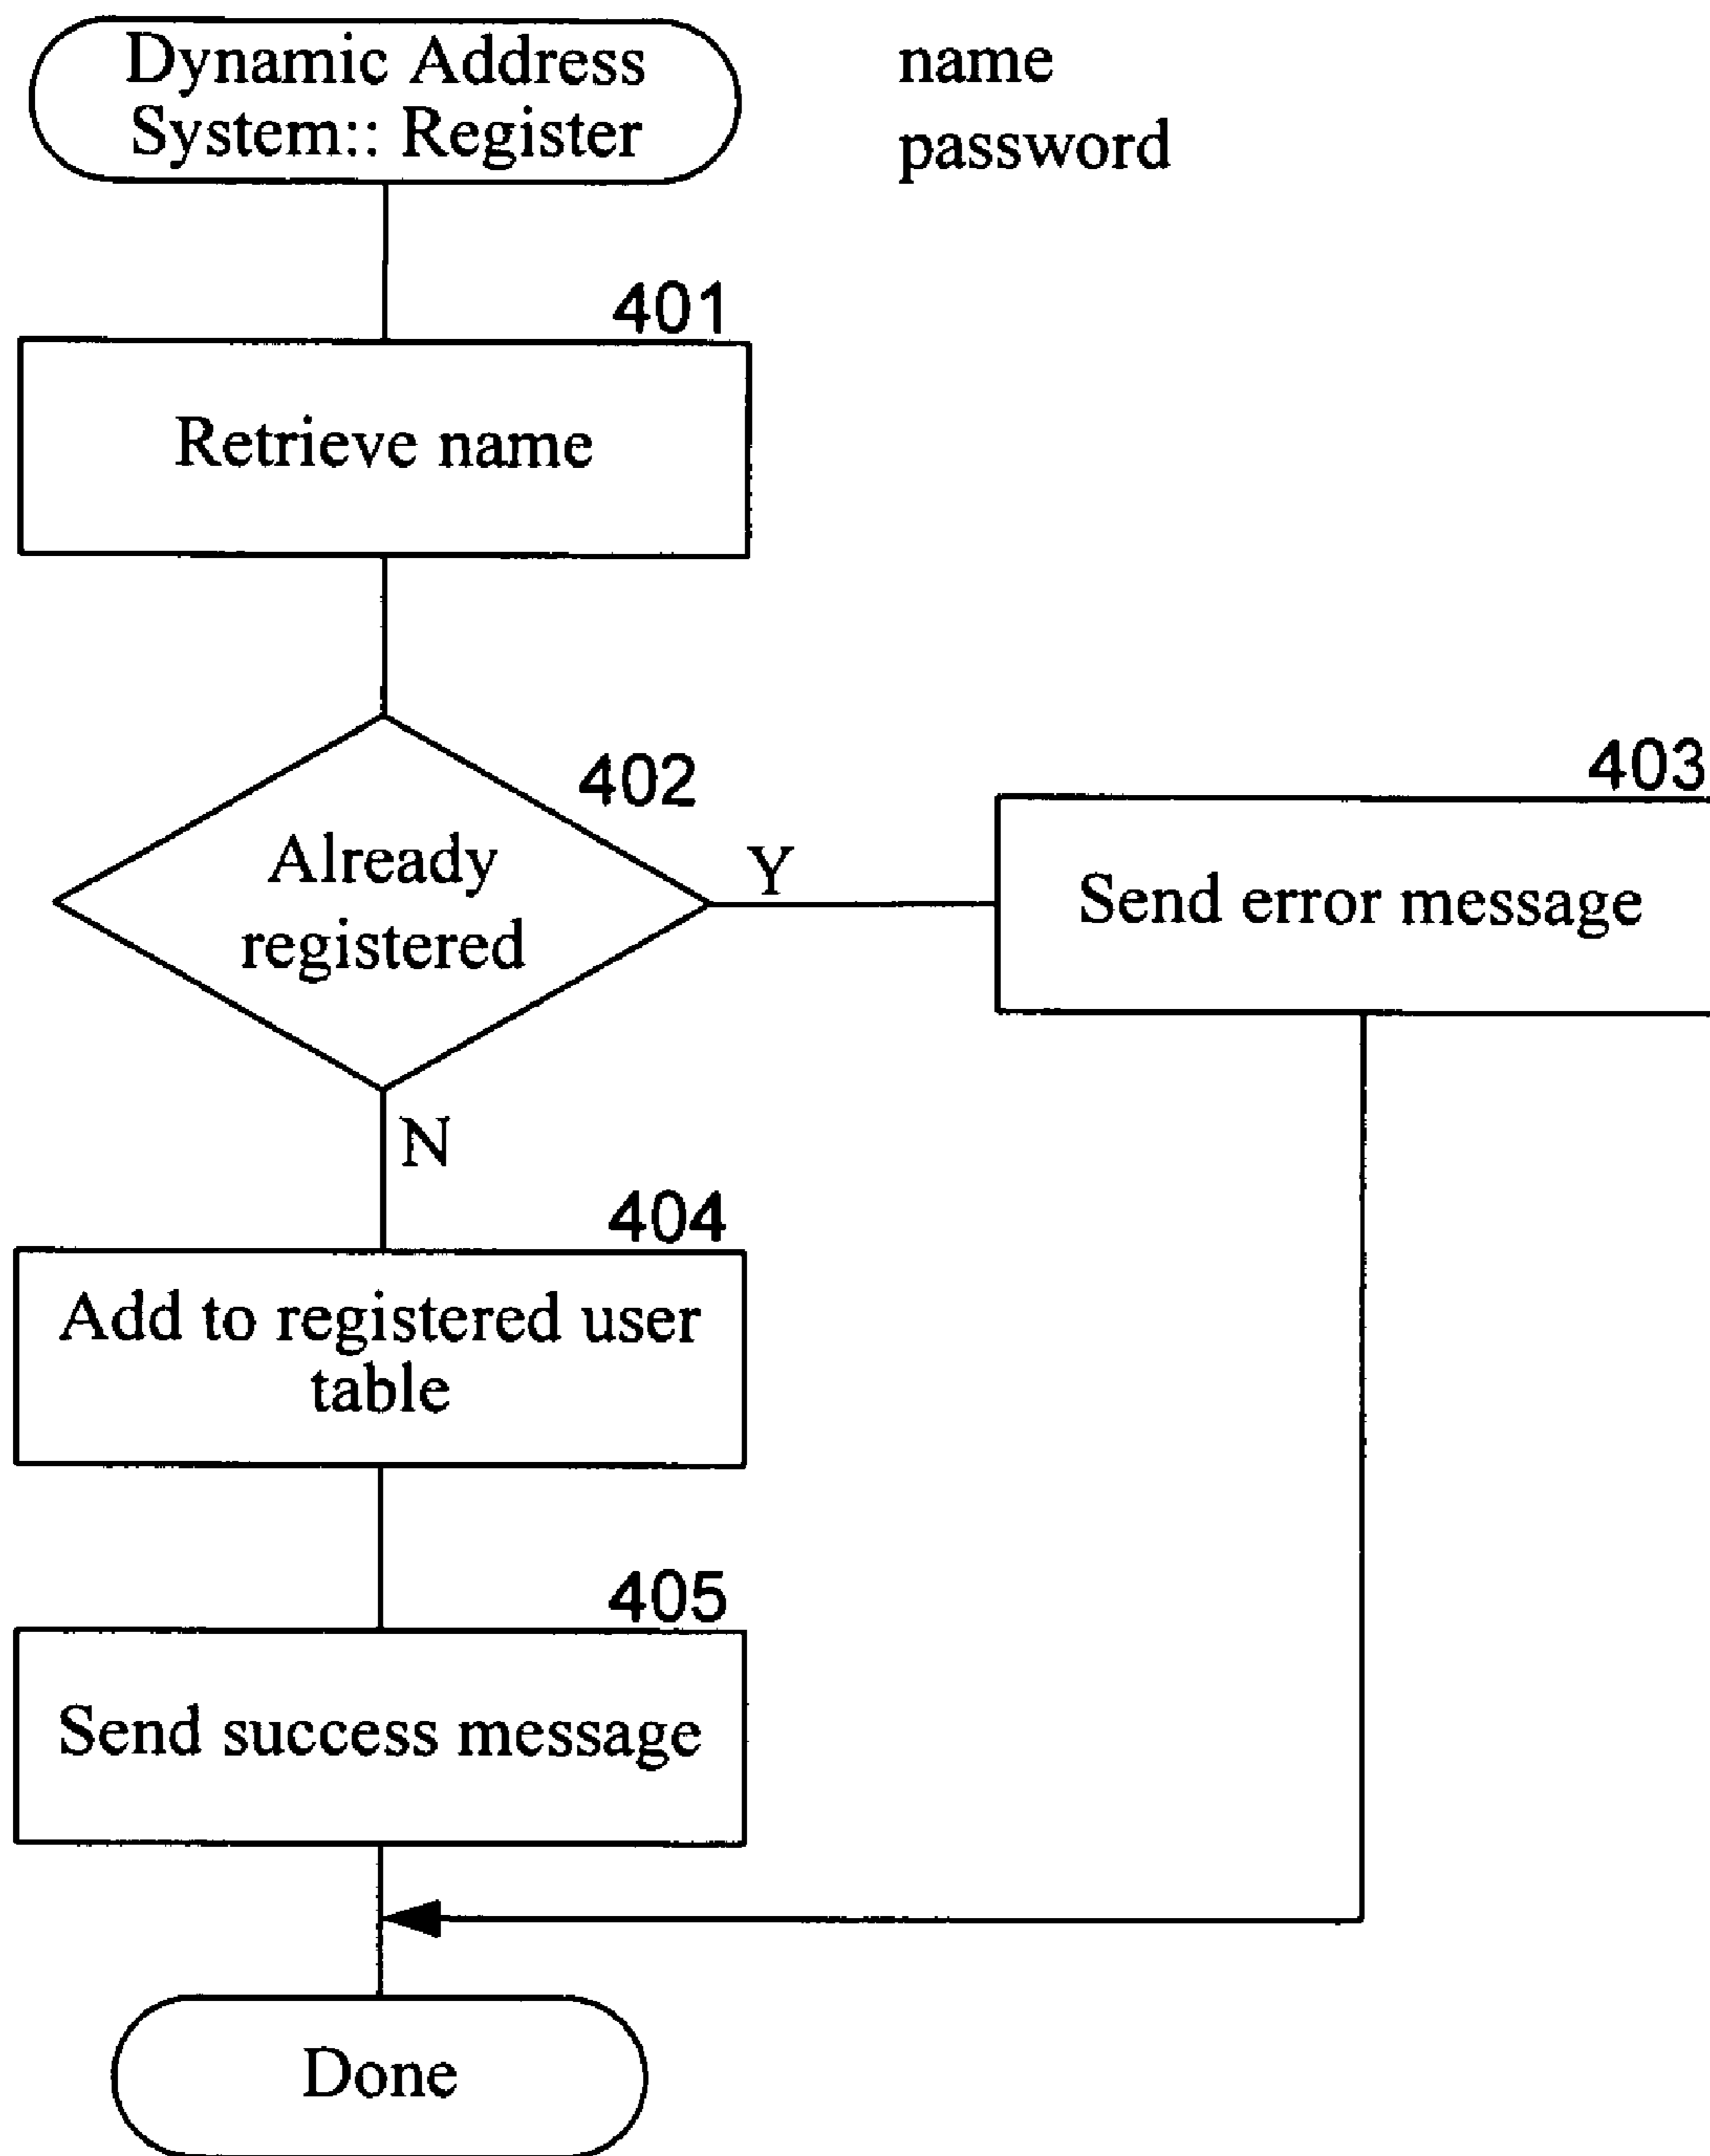 Dynamic Address
System:: Register
name
password
401
Retrieve name
402
Already
registered
Y
403
Send error message
N
404
Add to registered user
table
405
Send success message
Done